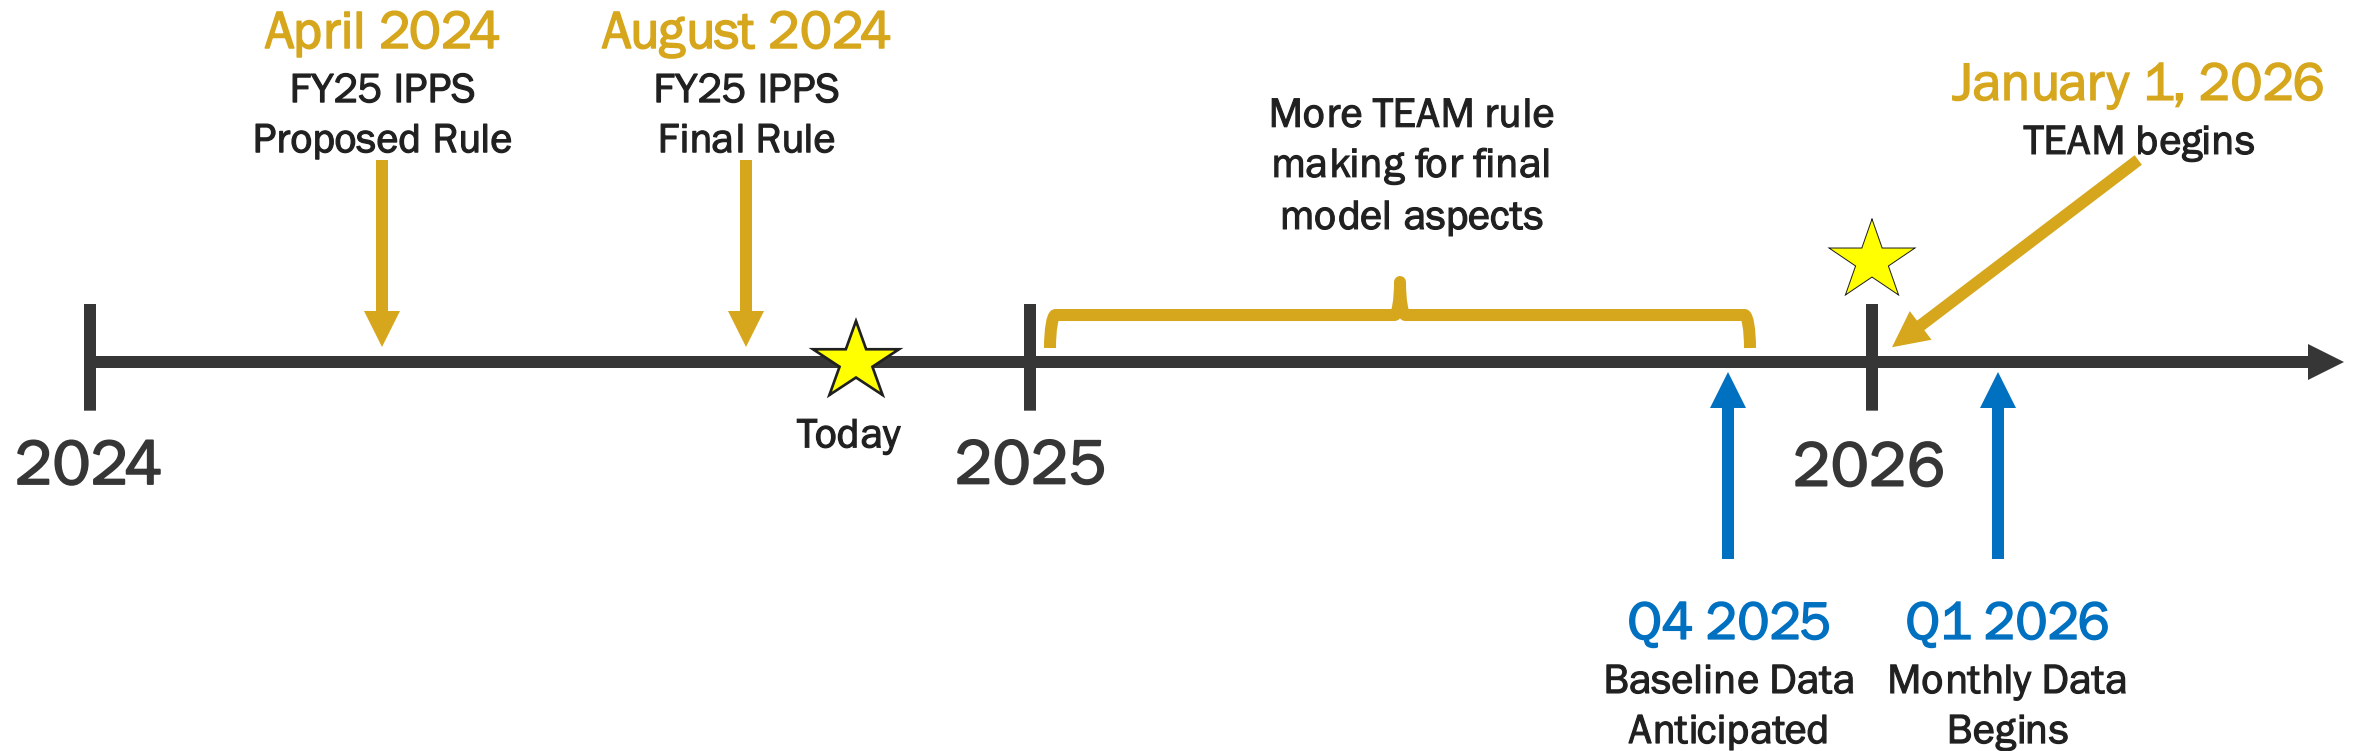 April 2024
FY25 IPPS
Proposed Rule
August 2024
FY25 IPPS
Final Rule
More TEAM rule
making for final
model aspects
January 1, 2026
TEAM begins
Today
2024
2025
2026
Q4 2025
Baseline Data
Anticipated
Q1 2026
Monthly Data
Begins